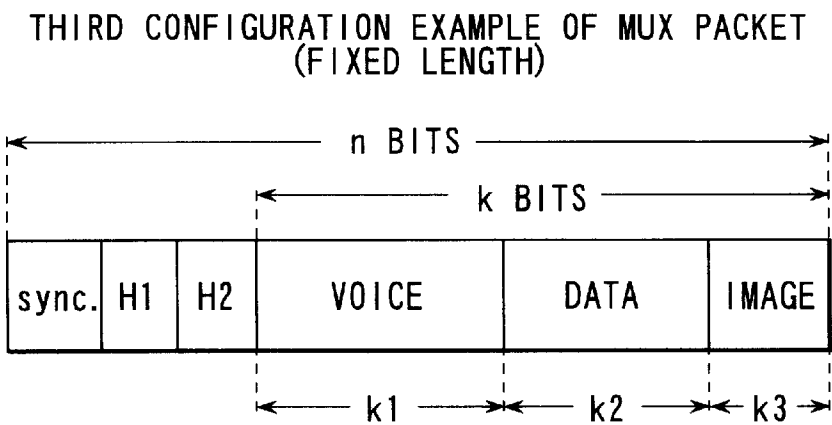 THIRD CONFIGURATION EXAMPLE OF MUX PACKET
(FIXED LENGTH)
n BITS
k BITS
sync. H1 H2 VOICE DATA IMAGE
k1 k2 k3